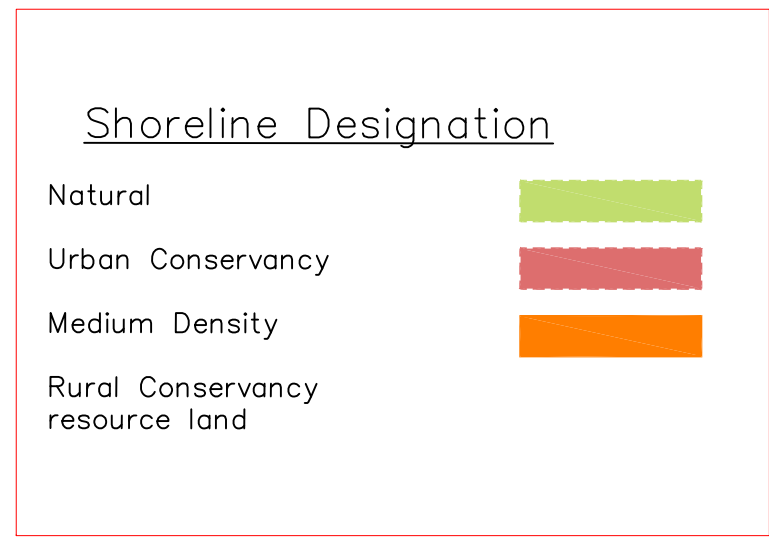 Shoreline Designation
Natural
Urban Conservancy
Medium Density
Rural Conservancy
resource land